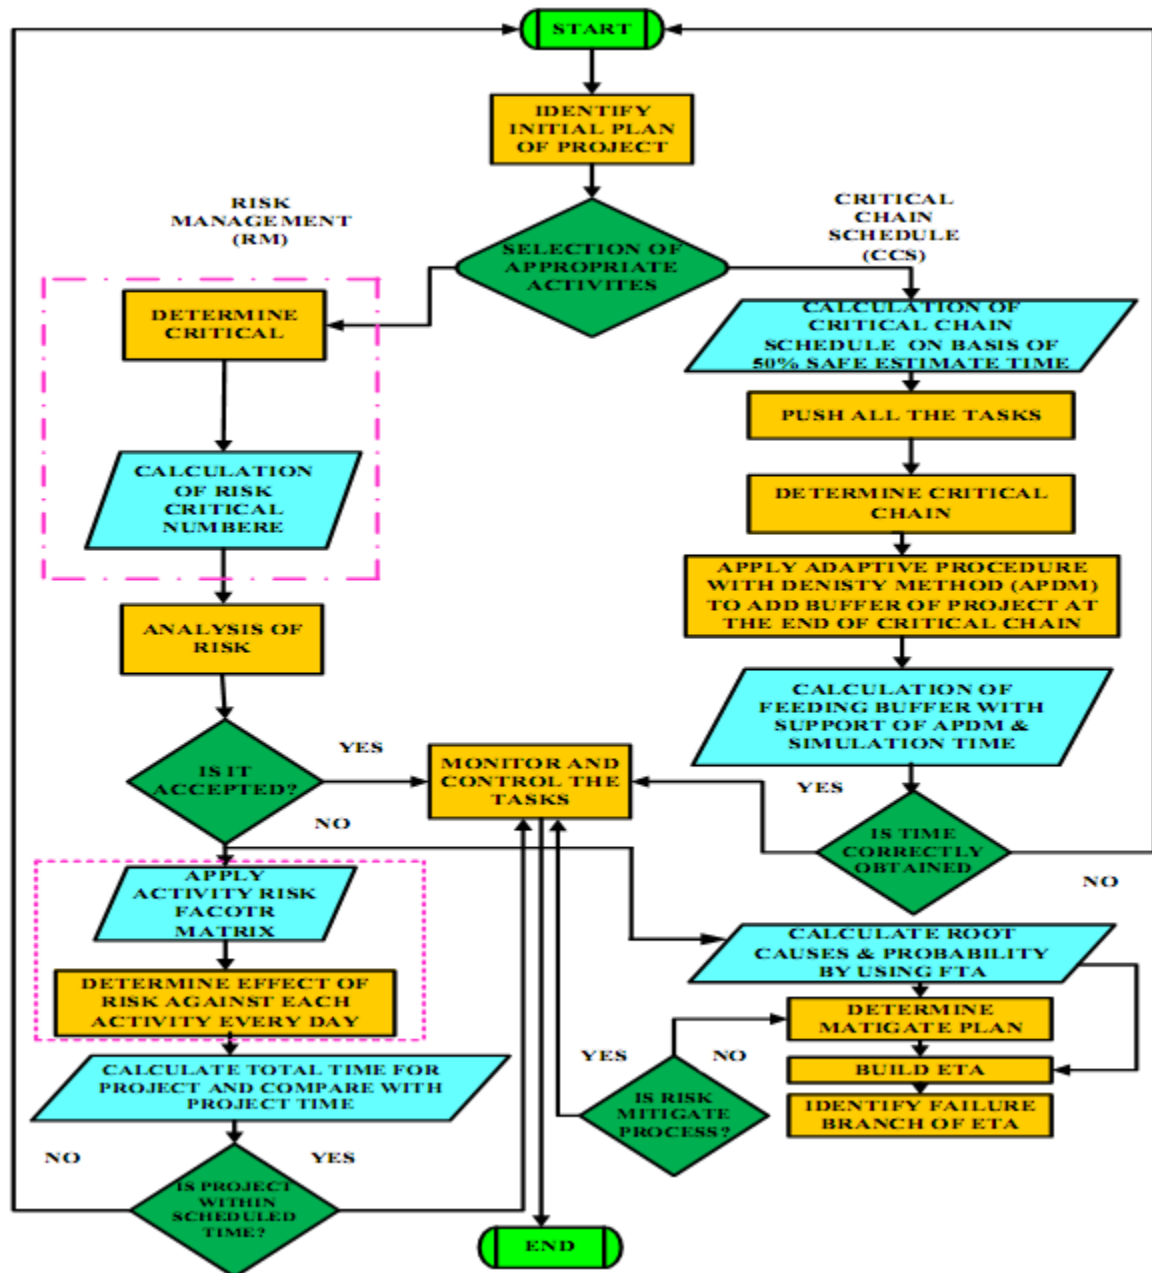 START
IDENTIFY
INITIAL PLAN
OF PROJECT
RISK
MANAGEMENT
(RM)
CRITICAL
CHAIN
SCHEDULE
(CCS)
SELECTION OF
APPROPRIATE
ACTIVITES
DETERMINE
CRITICAL
CALCULATION OF
CRITICAL CHAIN
SCHEDULE ON BASIS OF
50% SAFE ESTIMATE TIME
PUSH ALL THE TASKS
CALCULATION
OF RISK
CRITICAL
NUMBERE
DETERMINE CRITICAL
CHAIN
APPLY ADAPTIVE PROCEDURE
WITH DENISTY METHOD (APDM)
TO ADD BUFFER OF PROJECT AT
THE END OF CRITICAL CHAIN
ANALYSIS OF
RISK
CALCULATION OF
FEEDING BUFFER WITH
SUPPORT OF APDM &
SIMULATION TIME
IS IT
ACCEPTED?
YES
NO
MONITOR AND
CONTROL THE
TASKS
YES
IS TIME
CORRECTLY
OBTAINED
NO
APPLY
ACTIVITY RISK
FACOTR
MATRIX
DETERMINE EFFECT OF
RISK AGAINST EACH
ACTIVITY EVERY DAY
CALCULATE ROOT
CAUSES & PROBABILITY
BY USING FTA
DETERMINE
MATIGATE PLAN
BUILD ETA
IDENTIFY FAILURE
BRANCH OF ETA
YES
NO
IS RISK
MITIGATE
PROCESS?
CALCULATE TOTAL TIME FOR
PROJECT AND COMPARE WITH
PROJECT TIME
NO
YES
IS PROJECT
WITHIN
SCHEDULED
TIME?
END